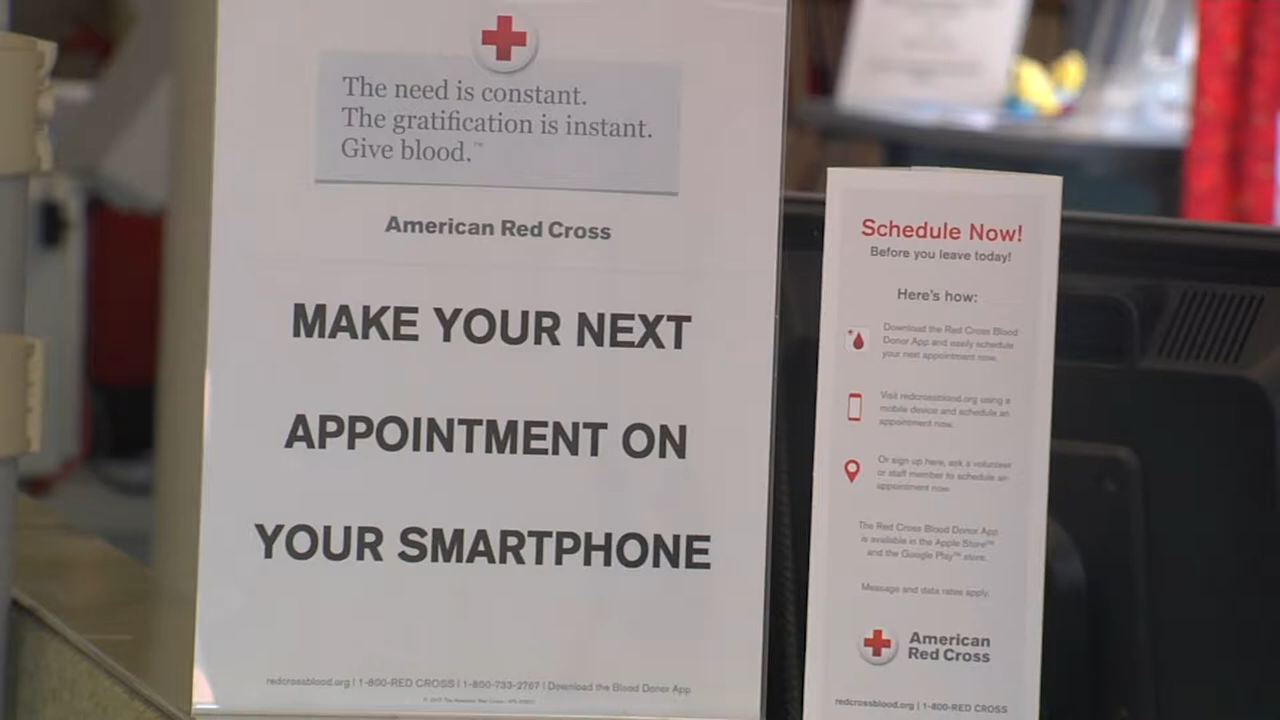 The need is constant.
The gratification is instant.
Give blood.™
American Red Cross
MAKE YOUR NEXT
APPOINTMENT ON
YOUR SMARTPHONE
redcrossblood.org | 1-800-RED CROSS | 1-800-733-2767 | Download the Blood Donor App
Schedule Now!
Before you leave today!
Here's how:
Download the Red Cross Blood
Donor App and easily schedule
your next appointment now.
Visit redcrossblood.org using a
mobile device and schedule an
appointment now.
Or sign up here, ask a volunteer
or staff member to schedule an
appointment now
The Red Cross Blood Donor App
is available in the Apple Store™
and the Google Play™ store.
Message and data rates apply.
American
Red Cross
redcrossblood.org | 1-800-RED CROSS